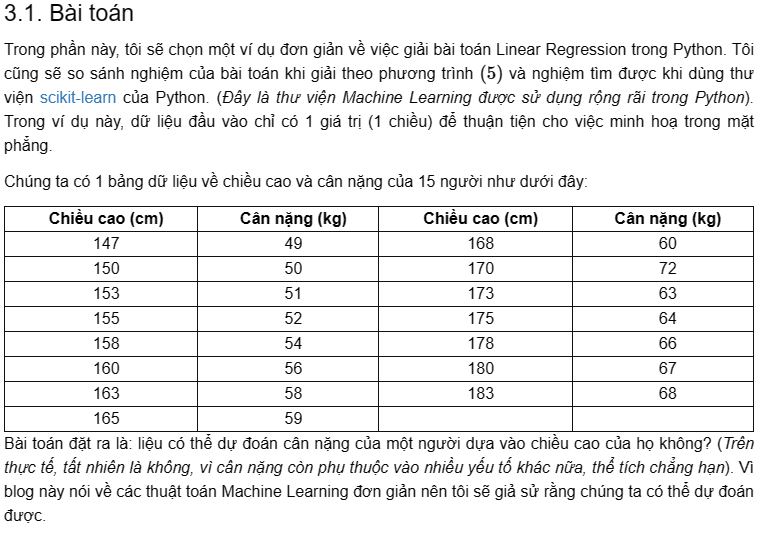 3.1. Bài toán
Trong phần này, tôi sẽ chọn một ví dụ đơn giản về việc giải bài toán Linear Regression trong Python. Tôi
cũng sẽ so sánh nghiệm của bài toán khi giải theo phương trình (5) và nghiệm tìm được khi dùng thư
viện scikit-learn của Python. (Đây là thư viện Machine Learning được sử dụng rộng rãi trong Python).
Trong ví dụ này, dữ liệu đầu vào chỉ có 1 giá trị (1 chiều) để thuận tiện cho việc minh hoạ trong mặt
phẳng.
Chúng ta có 1 bảng dữ liệu về chiều cao và cân nặng của 15 người như dưới đây:
Chiều cao (cm) Cân nặng (kg) Chiều cao (cm) Cân nặng (kg)
147 49 168 60
150 50 170 72
153 51 173 63
155 52 175 64
158 54 178 66
160 56 180 67
163 58 183 68
165 59
Bài toán đặt ra là: liệu có thể dự đoán cân nặng của một người dựa vào chiều cao của họ không? (Trên
thực tế, tất nhiên là không, vì cân nặng còn phụ thuộc vào nhiều yếu tố khác nữa, thể tích chẳng hạn). Vì
blog này nói về các thuật toán Machine Learning đơn giản nên tôi sẽ giả sử rằng chúng ta có thể dự đoán
được.